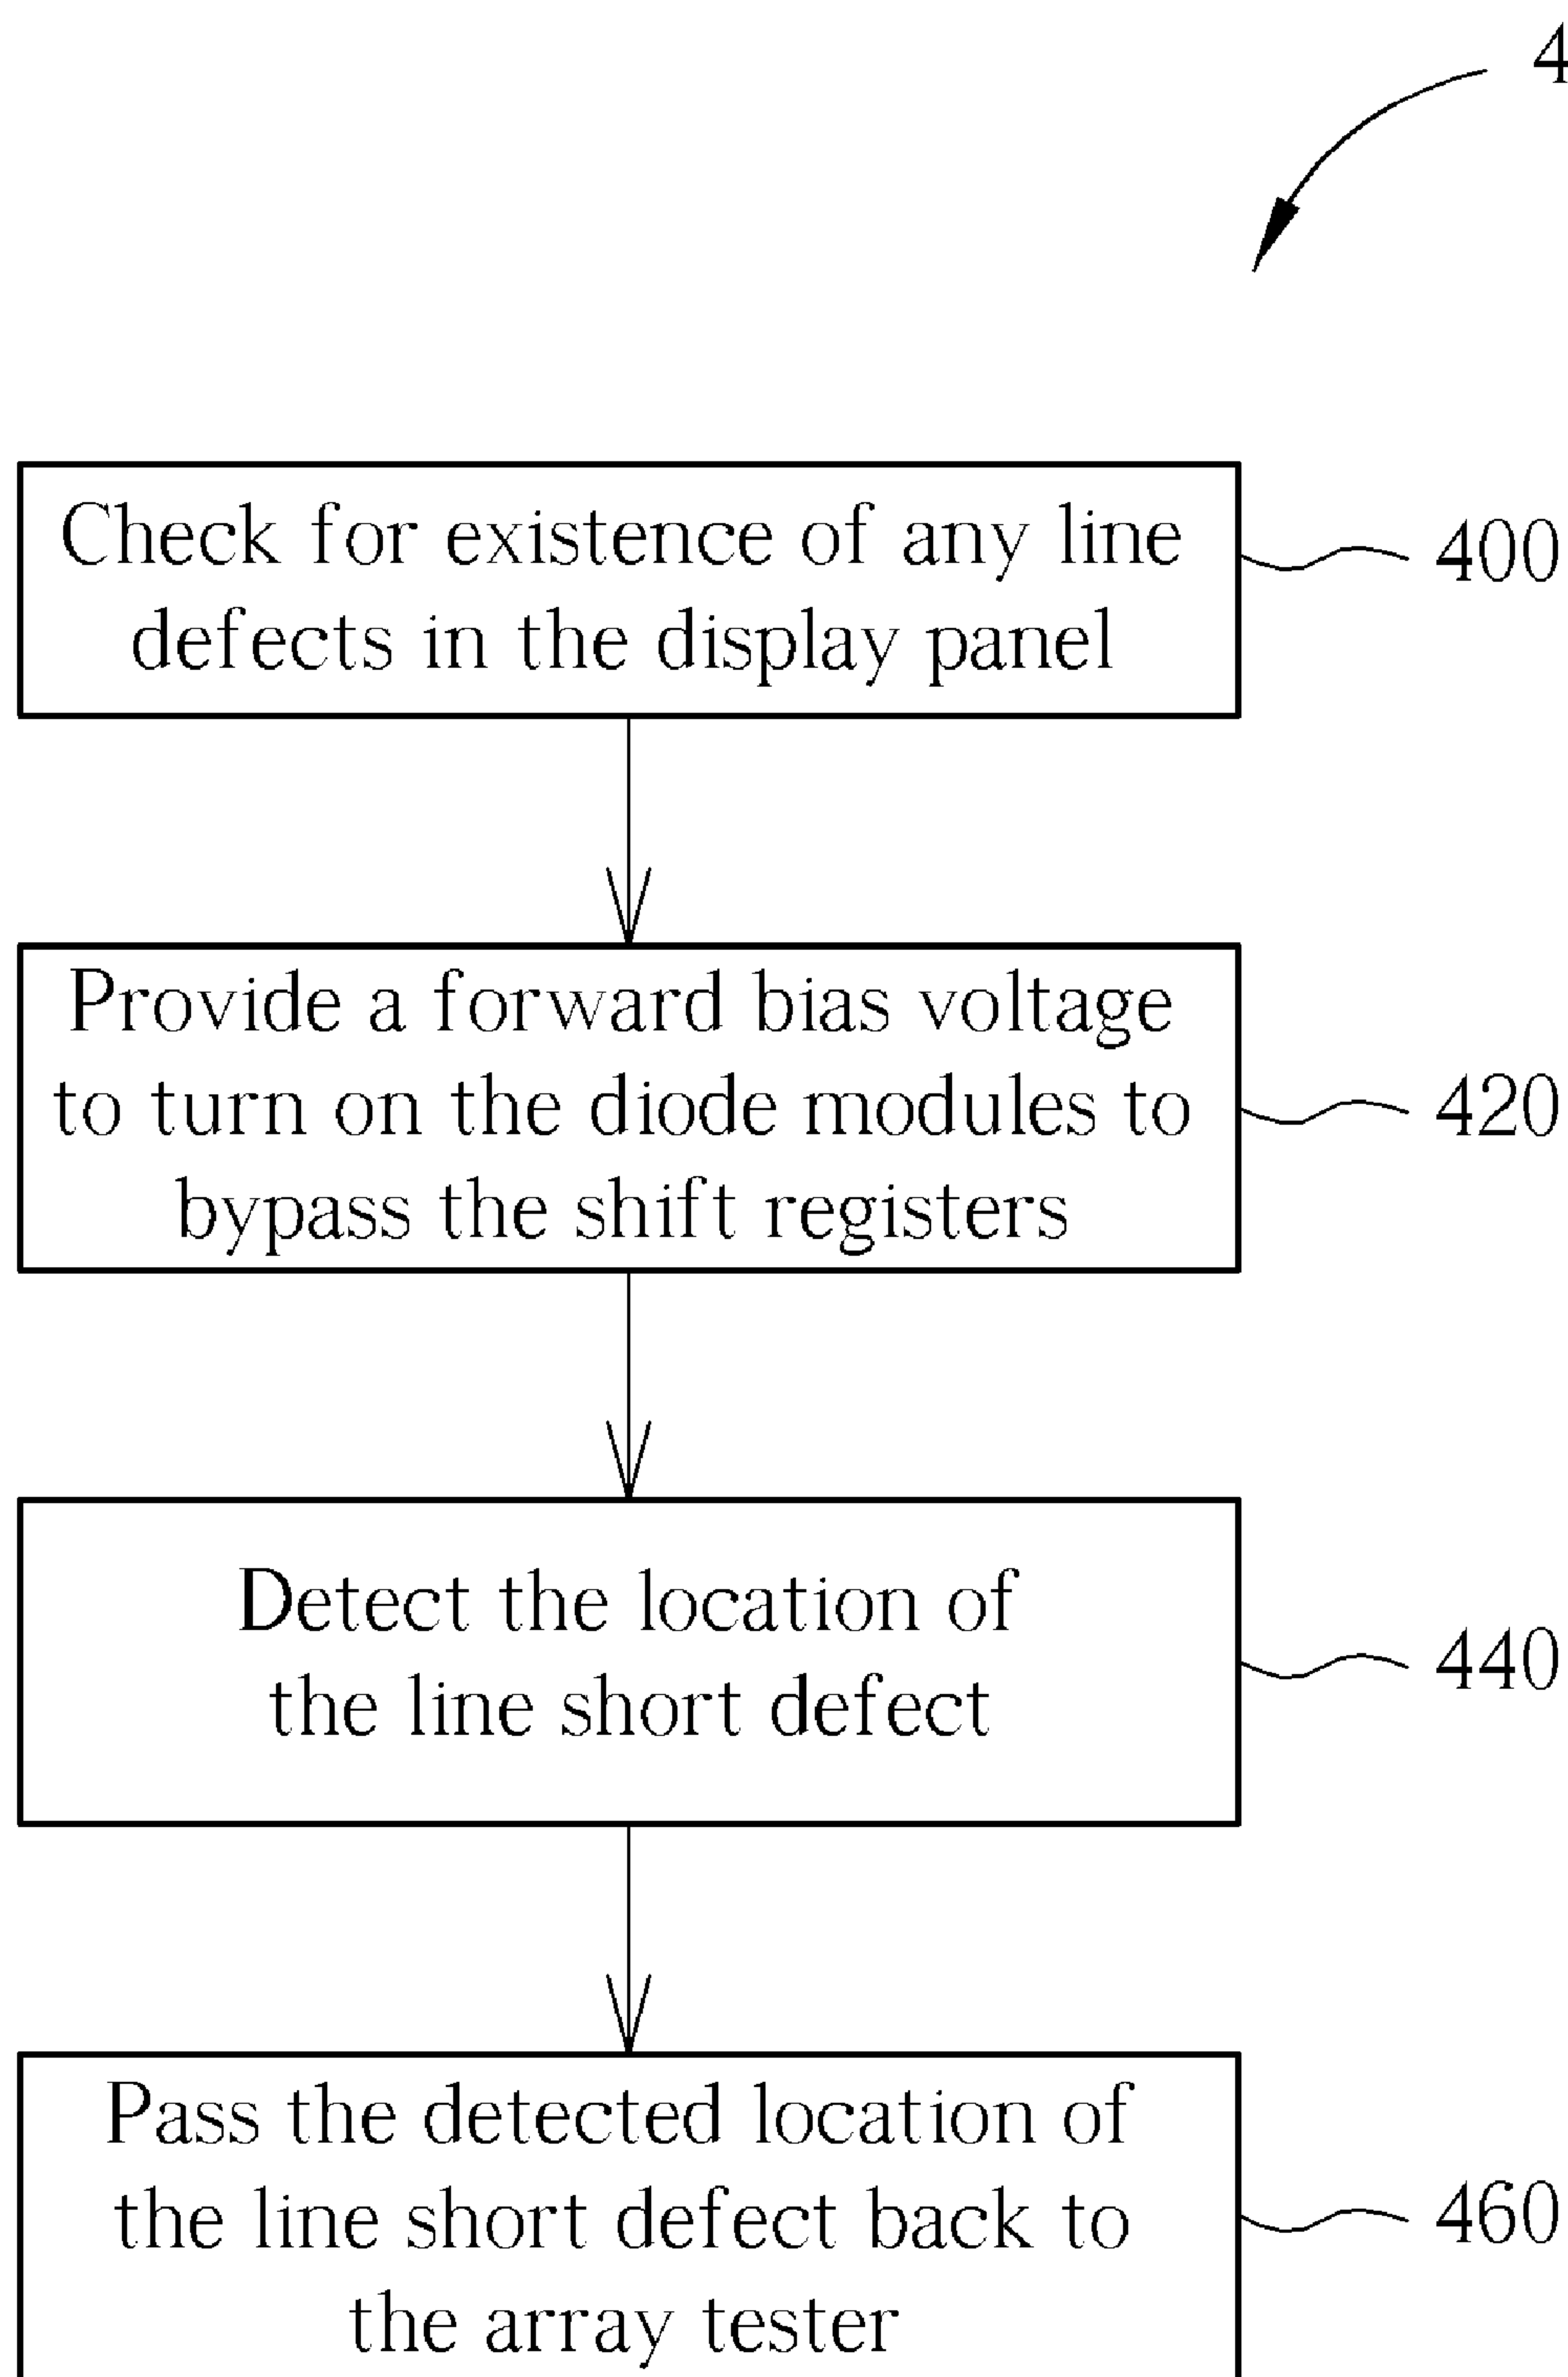 4
Check for existence of any line
defects in the display panel
400
Provide a forward bias voltage
to turn on the diode modules to
bypass the shift registers
420
Detect the location of
the line short defect
440
Pass the detected location of
the line short defect back to
the array tester
460